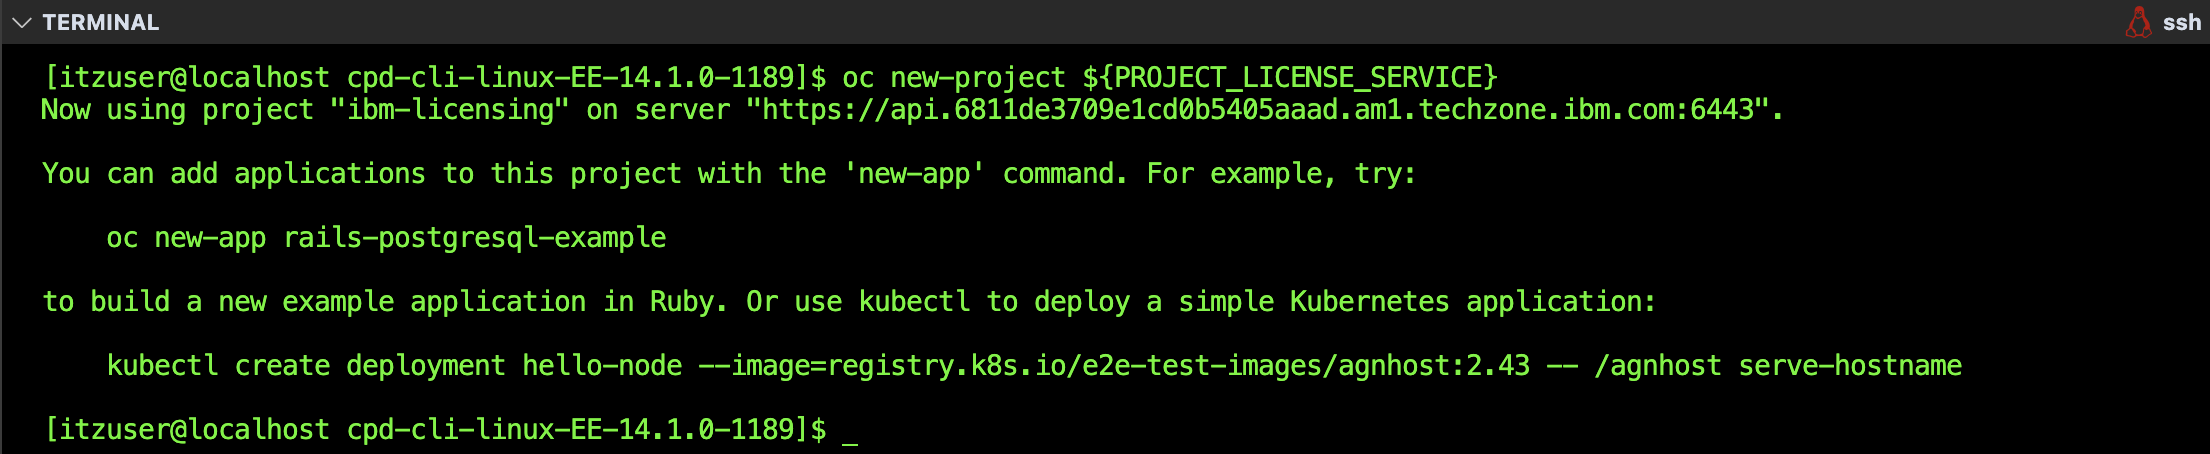 TERMINAL
ssh
[itzuser@localhost cpd-cli-linux-EE-14.1.0-1189]$ oc new-project ${PROJECT_LICENSE_SERVICE}
Now using project "ibm-licensing" on server "https://api.6811de3709e1cd0b5405aaad.am1.techzone.ibm.com:6443".
You can add applications to this project with the 'new-app' command. For example, try:
oc new-app rails-postgresql-example
to build a new example application in Ruby. Or use kubectl to deploy a simple Kubernetes application:
kubectl create deployment hello-node --image=registry.k8s.io/e2e-test-images/agnhost:2.43 -- /agnhost serve-hostname
[itzuser@localhost cpd-cli-linux-EE-14.1.0-1189]$ _